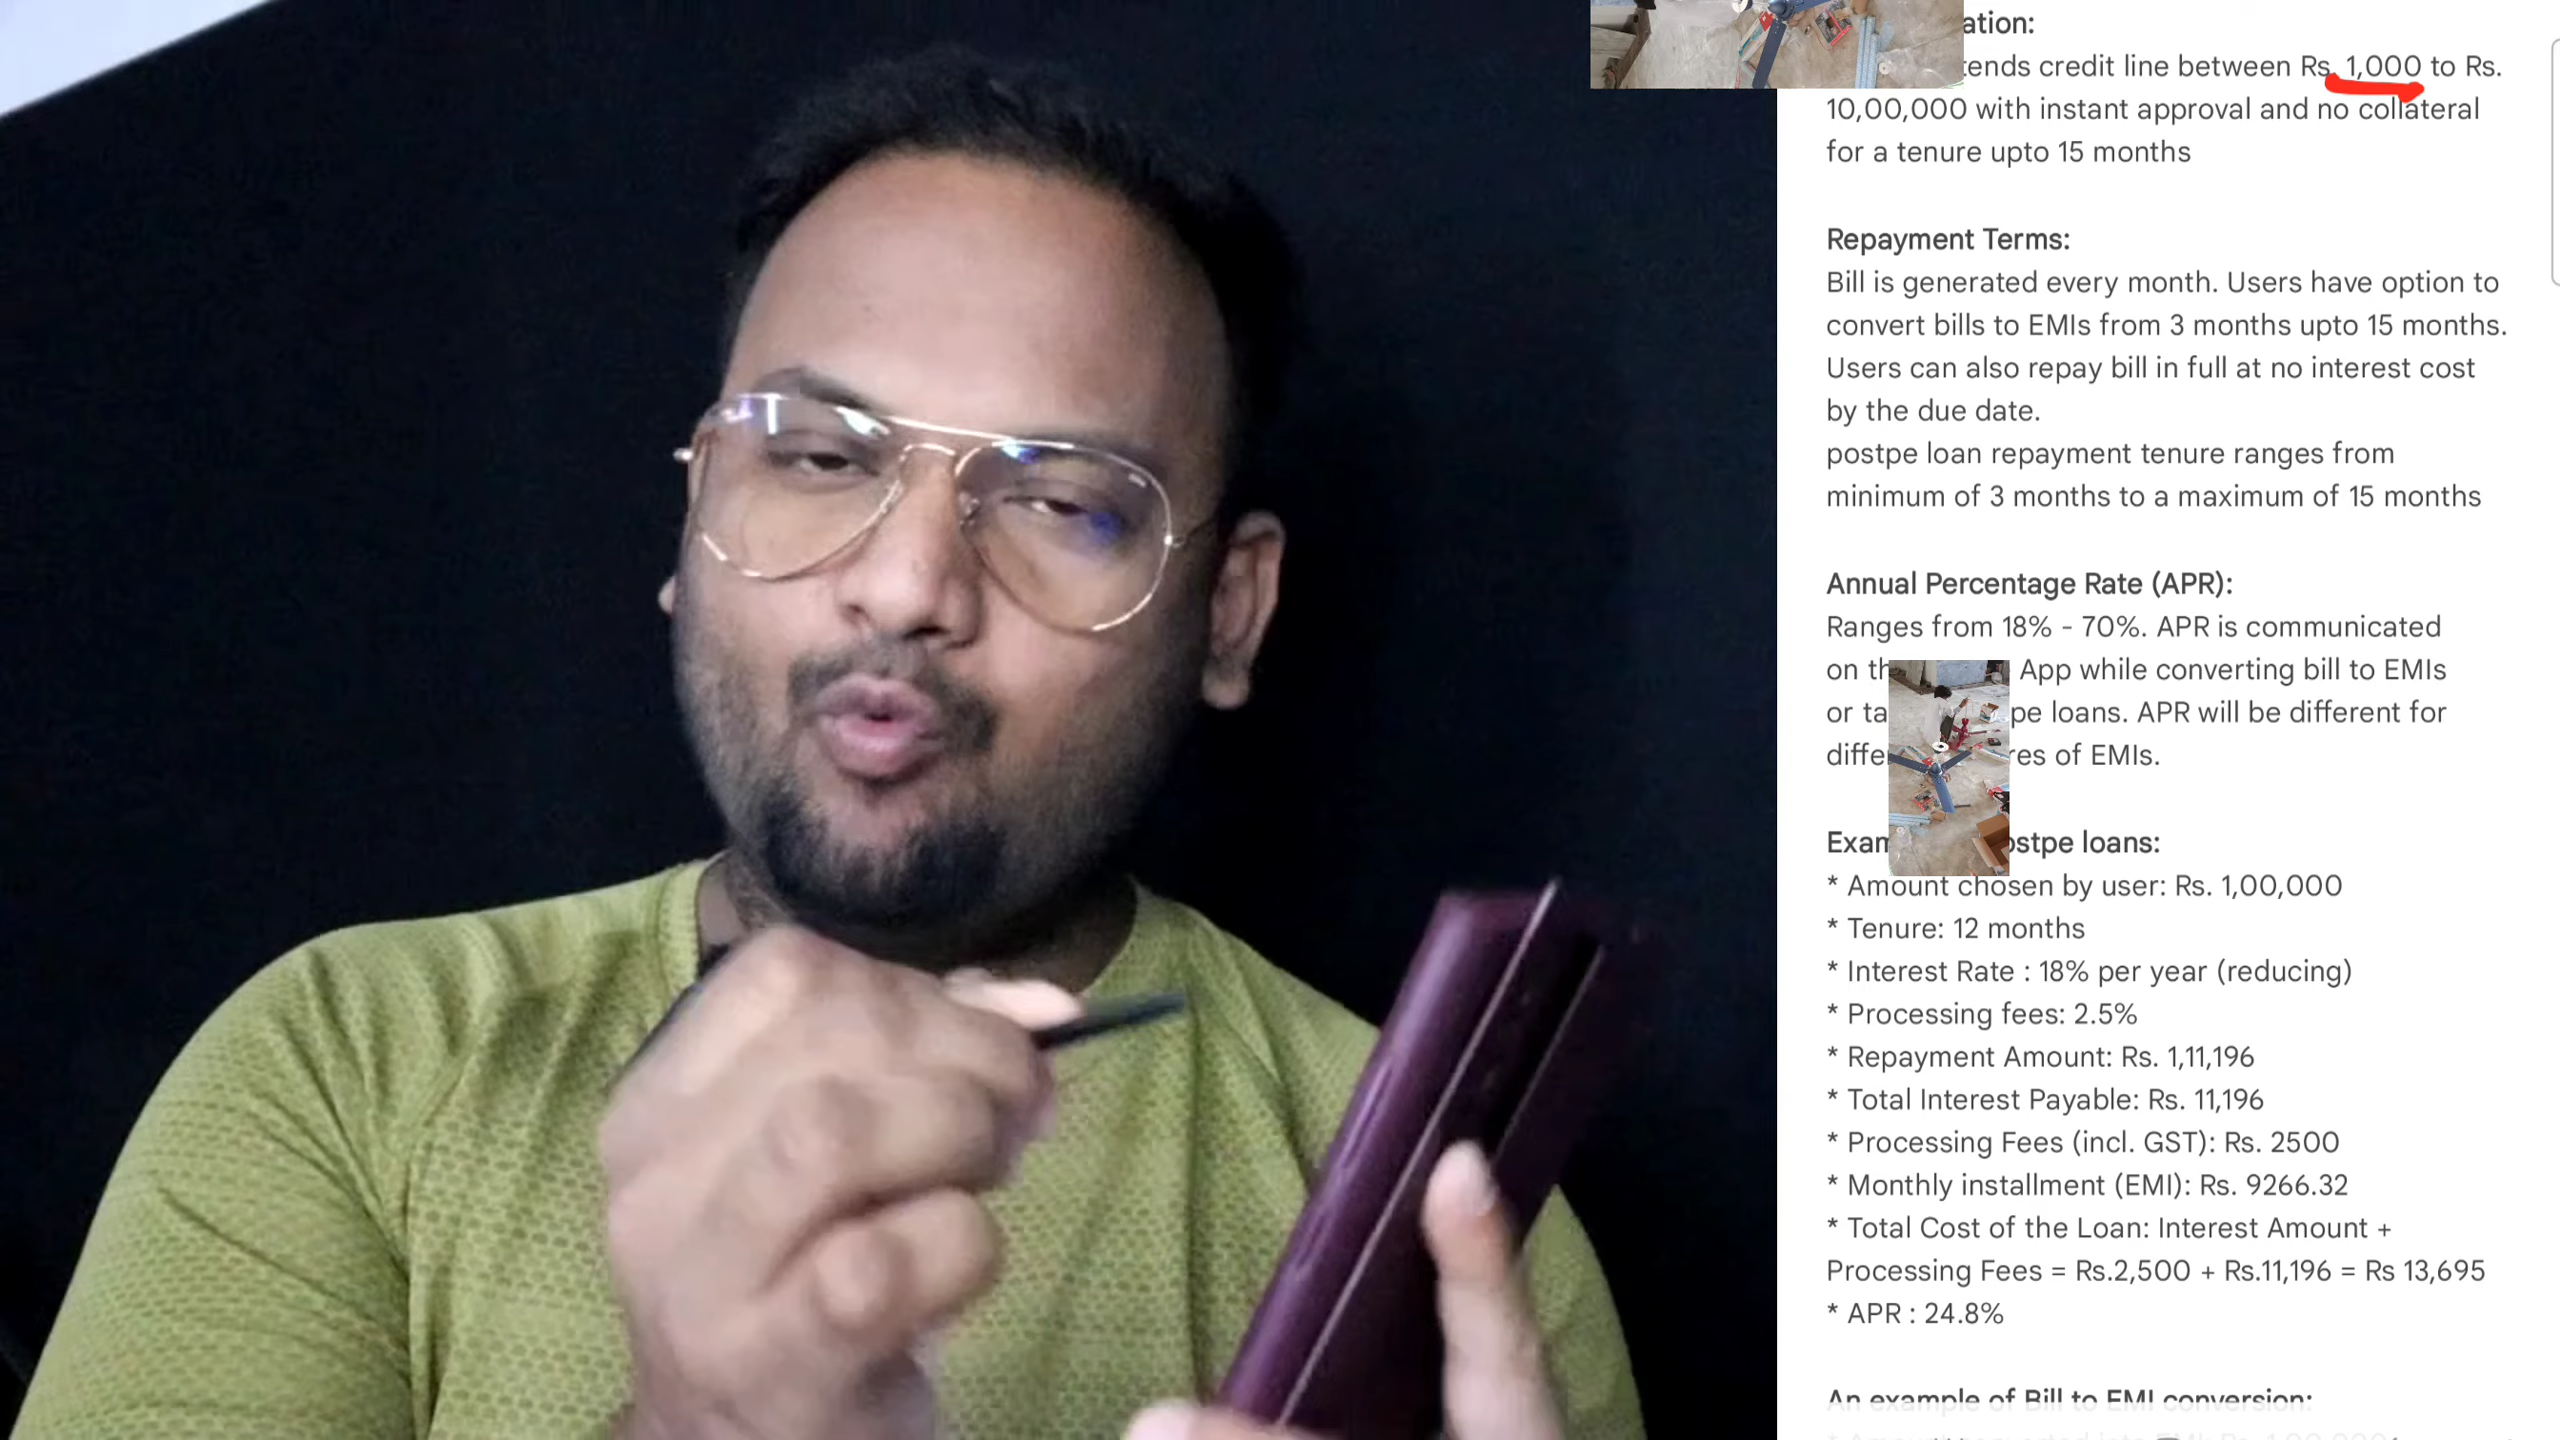 ation:
tends credit line between Rs. 1,000 to Rs.
10,00,000 with instant approval and no collateral
for a tenure upto 15 months
Repayment Terms:
Bill is generated every month. Users have option to
convert bills to EMIs from 3 months upto 15 months.
Users can also repay bill in full at no interest cost
by the due date.
postpe loan repayment tenure ranges from
minimum of 3 months to a maximum of 15 months
Annual Percentage Rate (APR):
Ranges from 18% - 70%. APR is communicated
on th App while converting bill to EMIs
or ta pe loans. APR will be different for
diffe res of EMIs.
Exam ostpe loans:
* Amount chosen by user: Rs. 1,00,000
* Tenure: 12 months
* Interest Rate : 18% per year (reducing)
* Processing fees: 2.5%
* Repayment Amount: Rs. 1,11,196
* Total Interest Payable: Rs. 11,196
* Processing Fees (incl. GST): Rs. 2500
* Monthly installment (EMI): Rs. 9266.32
* Total Cost of the Loan: Interest Amount +
Processing Fees = Rs.2,500 + Rs.11,196 = Rs 13,695
* APR : 24.8%
An example of Bill to EMI conversion: